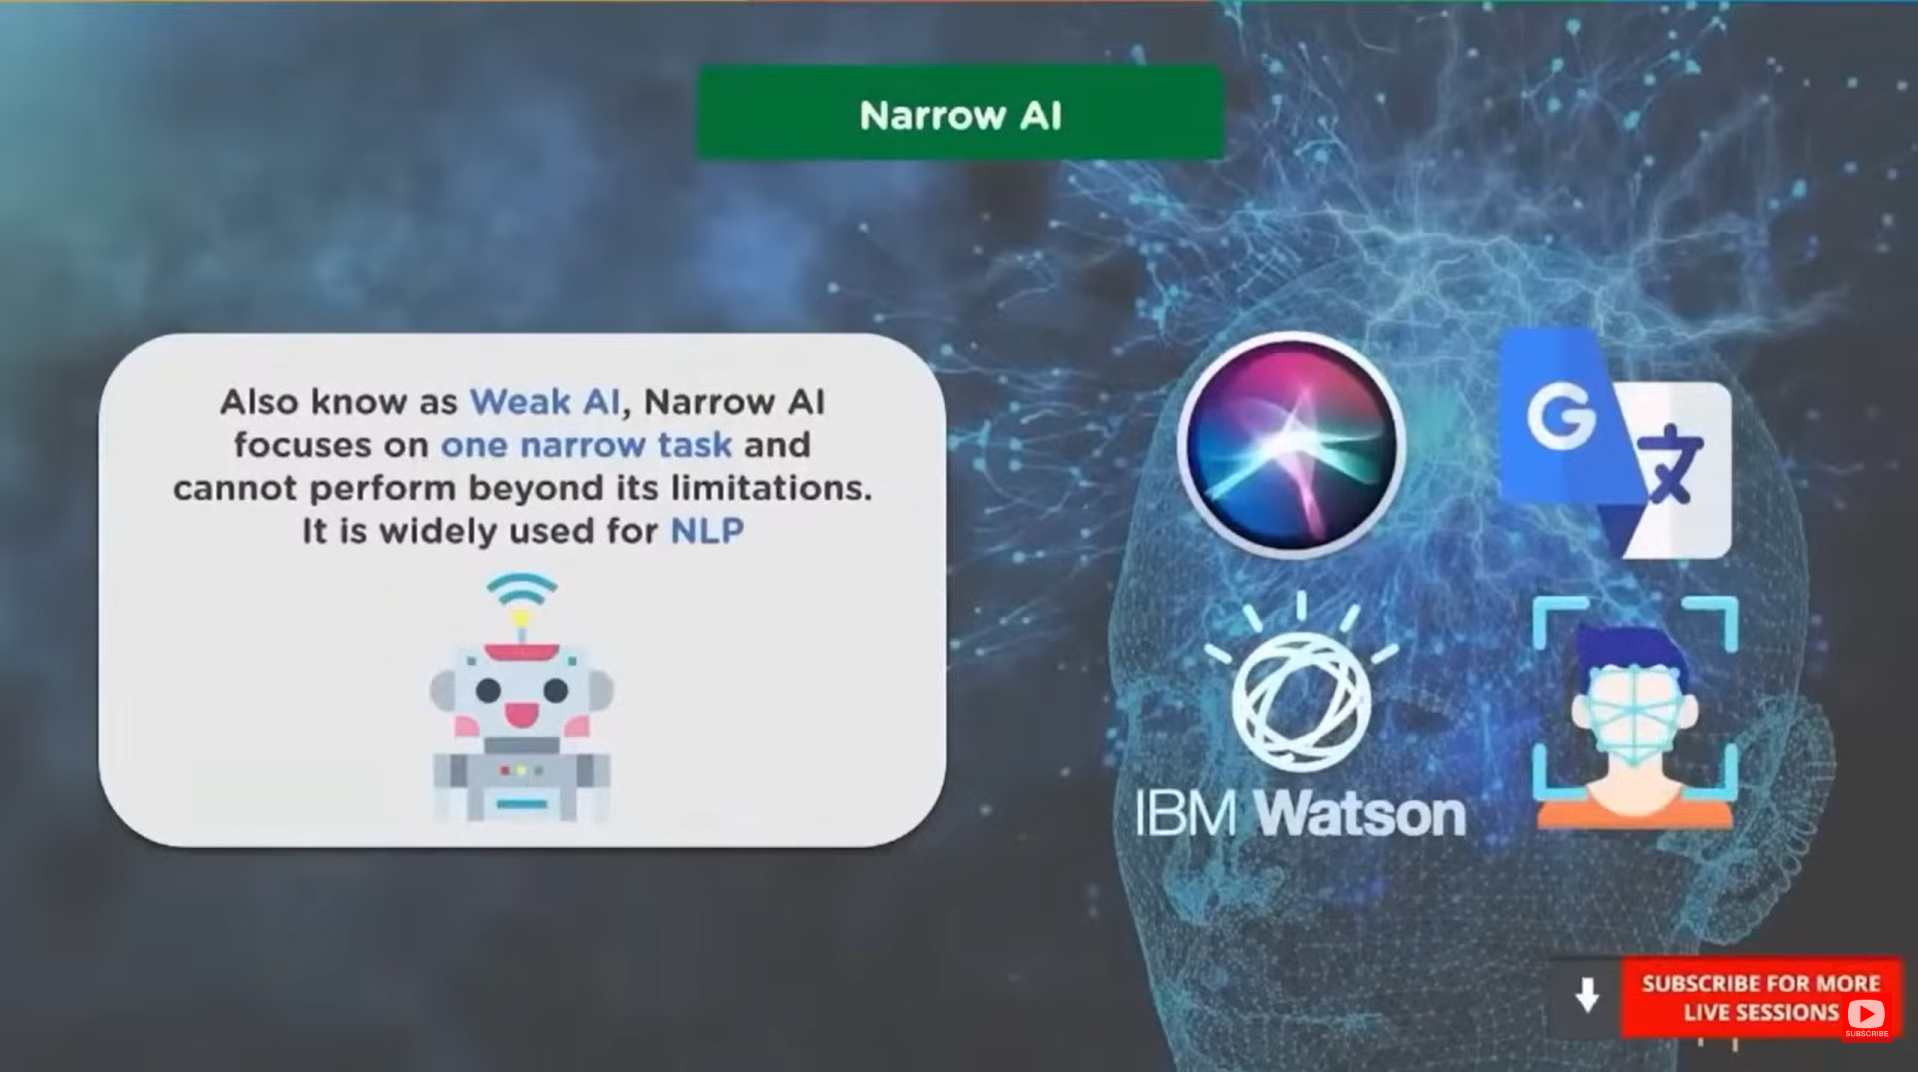 Narrow AI
Also know as Weak AI, Narrow AI
focuses on one narrow task and
cannot perform beyond its limitations.
It is widely used for NLP
G
文
IBM Watson
SUBSCRIBE FOR MORE
LIVE SESSIONS
SUBSCRIBE